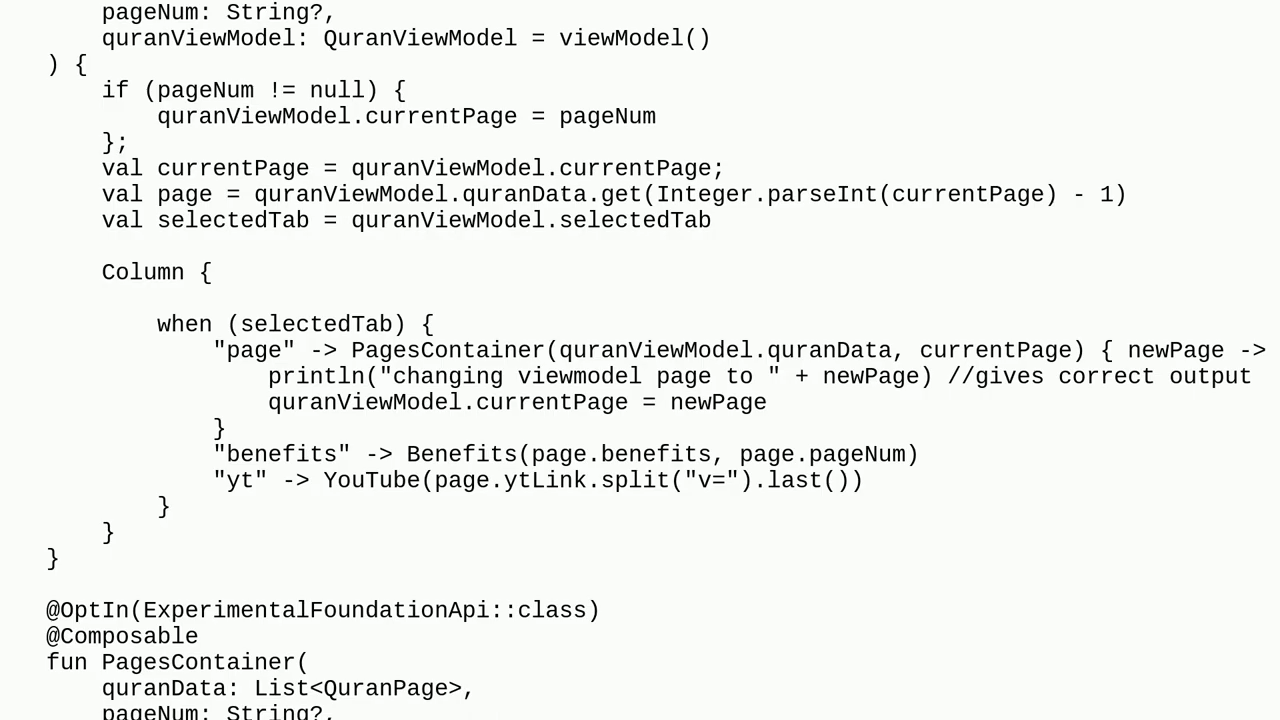 pageNum: String?,
quranViewModel: QuranViewModel = viewModel()
) {
if (pageNum != null) {
quranViewModel.currentPage = pageNum
};
val currentPage = quranViewModel.currentPage;
val page = quranViewModel.quranData.get(Integer.parseInt(currentPage) - 1)
val selectedTab = quranViewModel.selectedTab
Column {
when (selectedTab) {
"page" -> PagesContainer(quranViewModel.quranData, currentPage) { newPage ->
println("changing viewmodel page to " + newPage) //gives correct output
quranViewModel.currentPage = newPage
}
"benefits" -> Benefits(page.benefits, page.pageNum)
"yt" -> YouTube(page.ytLink.split("v=").last())
}
}
}
@OptIn(ExperimentalFoundationApi::class)
@Composable
fun PagesContainer(
quranData: List<QuranPage>,
pageNum: String?,